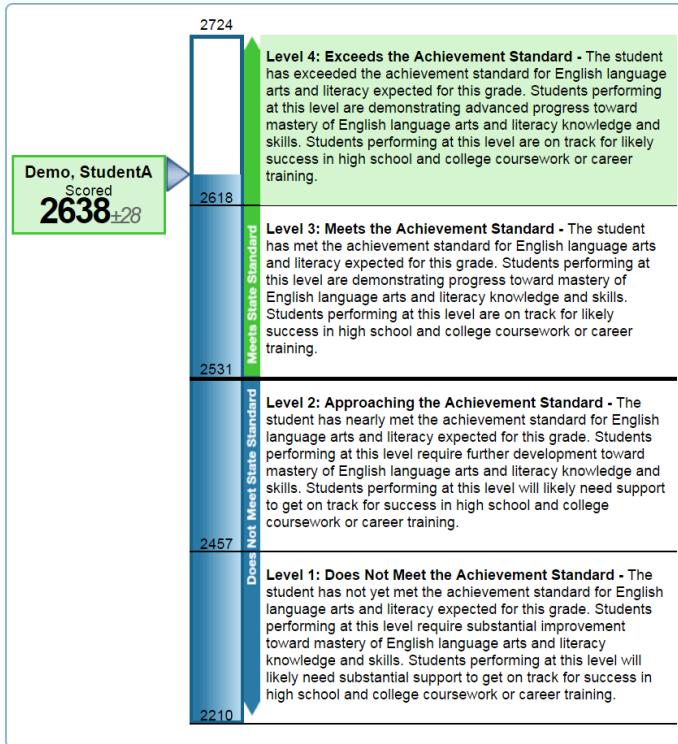 2724
Level 4: Exceeds the Achievement Standard - The student
has exceeded the achievement standard for English language
arts and literacy expected for this grade. Students performing
at this level are demonstrating advanced progress toward
mastery of English language arts and literacy knowledge and
skills. Students performing at this level are on track for likely
success in high school and college coursework or career
training.
Demo, StudentA
Scored
2638±28
2618
Level 3: Meets the Achievement Standard - The student
has met the achievement standard for English language arts
and literacy expected for this grade. Students performing at
this level are demonstrating progress toward mastery of
English language arts and literacy knowledge and skills.
Students performing at this level are on track for likely
success in high school and college coursework or career
training.
Meets State Standard
2531
Level 2: Approaching the Achievement Standard - The
student has nearly met the achievement standard for English
language arts and literacy expected for this grade. Students
performing at this level require further development toward
mastery of English language arts and literacy knowledge and
skills. Students performing at this level will likely need support
to get on track for success in high school and college
coursework or career training.
Does Not Meet State Standard
2457
Level 1: Does Not Meet the Achievement Standard - The
student has not yet met the achievement standard for English
language arts and literacy expected for this grade. Students
performing at this level require substantial improvement
toward mastery of English language arts and literacy
knowledge and skills. Students performing at this level will
likely need substantial support to get on track for success in
high school and college coursework or career training.
2210